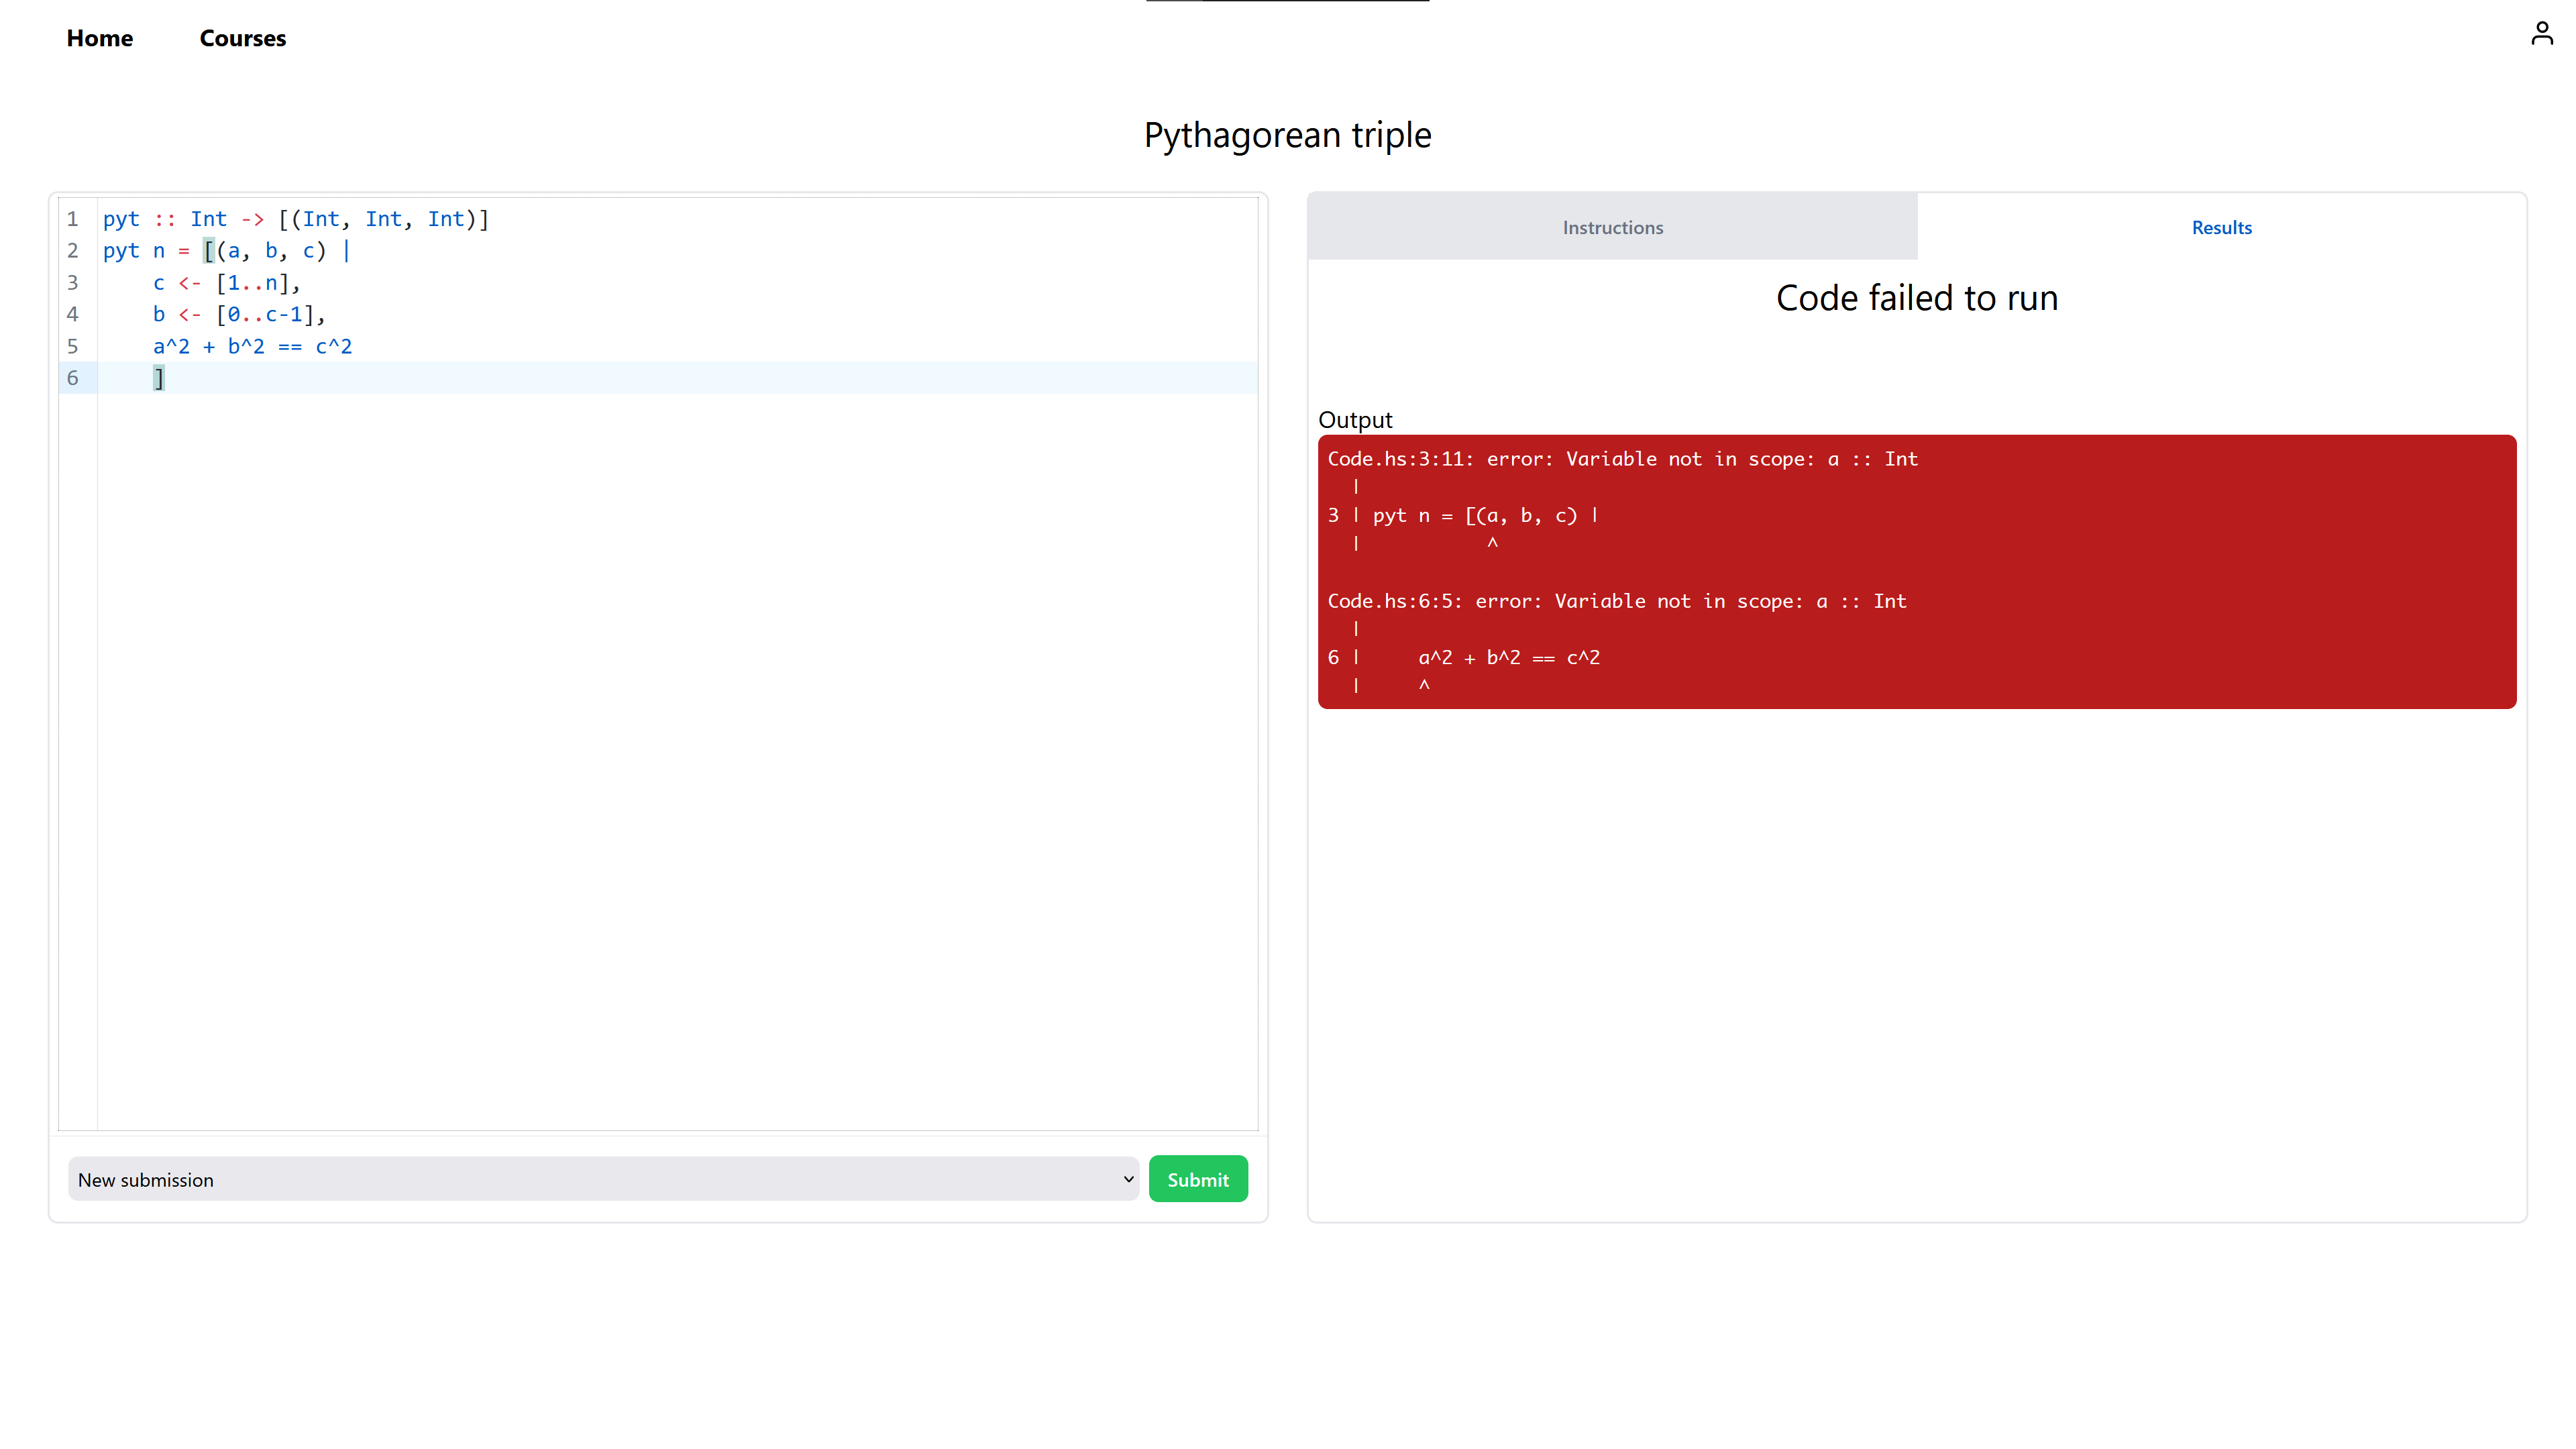 Home Courses
Pythagorean triple
1 pyt :: Int -> [(Int, Int, Int)]
2 pyt n = [(a, b, c) |
3     c <- [1..n],
4     b <- [0..c-1],
5     a^2 + b^2 == c^2
6     ]
New submission
Submit
Instructions
Results
Code failed to run
Output
Code.hs:3:11: error: Variable not in scope: a :: Int
  |
3 | pyt n = [(a, b, c) |
  |           ^
Code.hs:6:5: error: Variable not in scope: a :: Int
  |
6 |     a^2 + b^2 == c^2
  |     ^